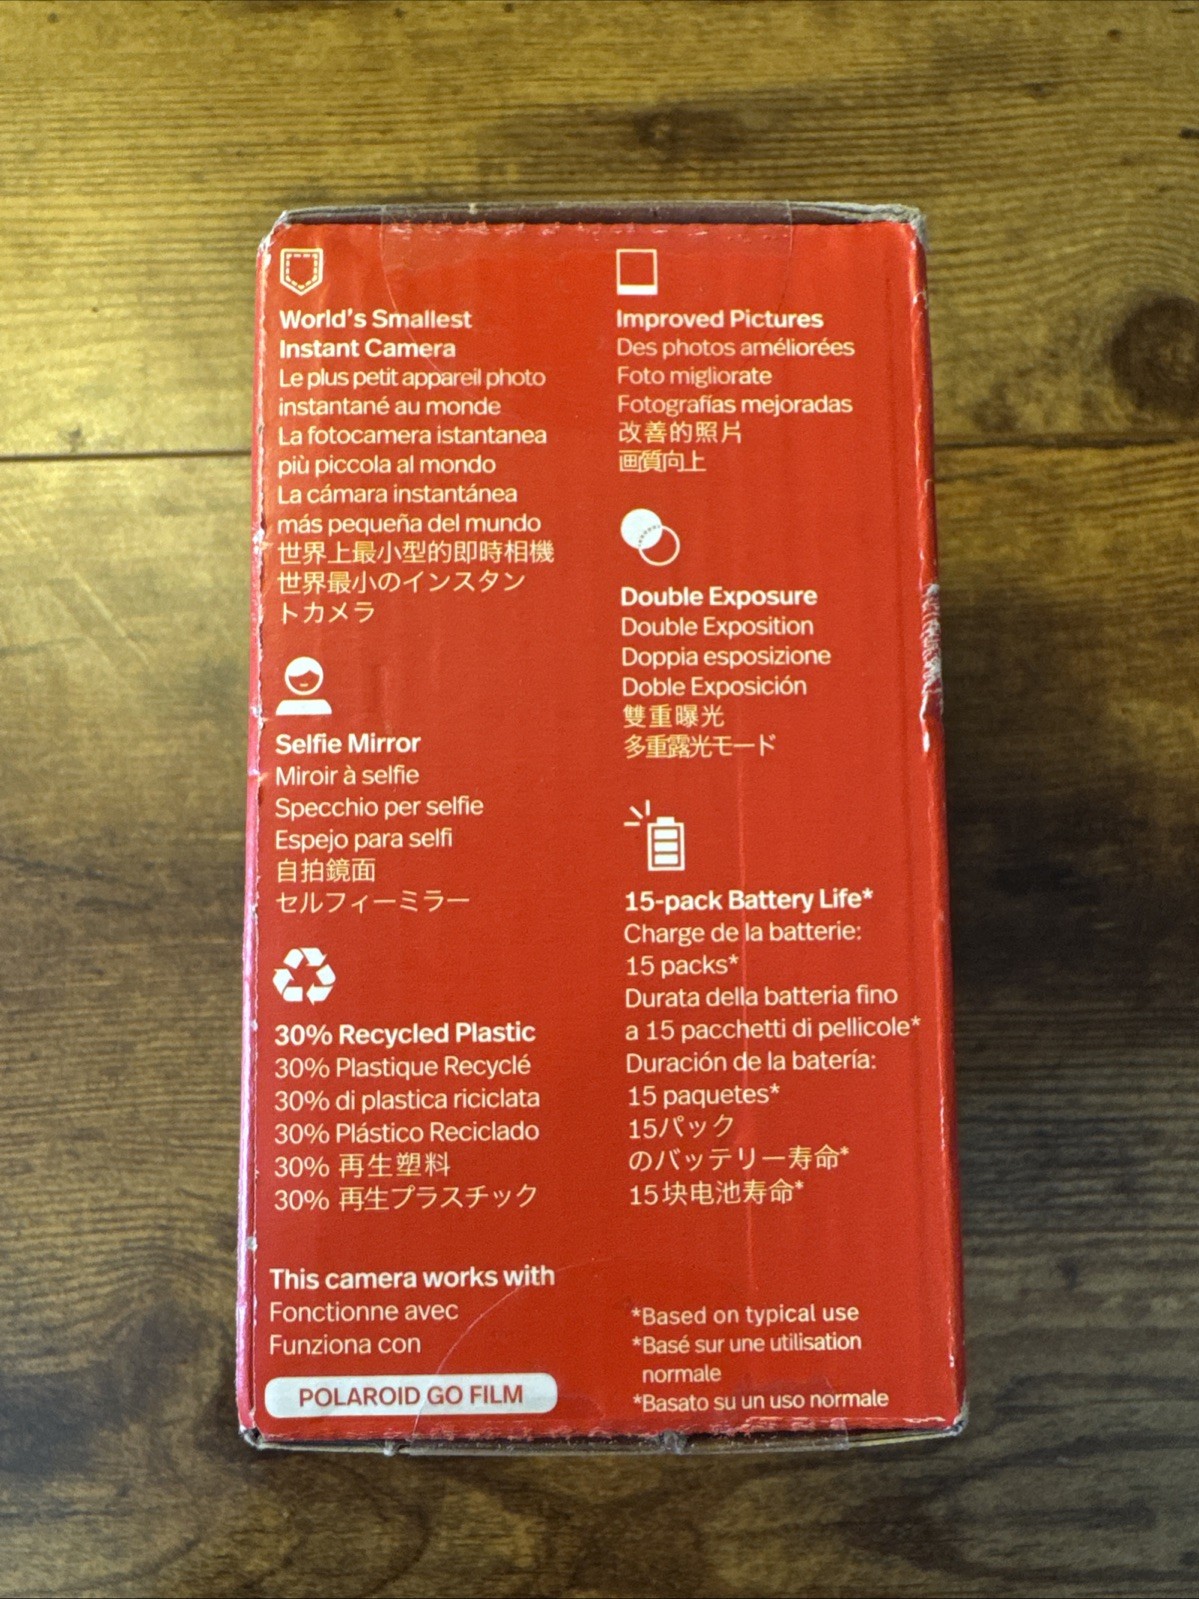 World's Smallest
Instant Camera
Le plus petit appareil photo
instantané au monde
La fotocamera istantanea
più piccola al mondo
La cámara instantánea
más pequeña del mundo
世界上最小型的即時相機
世界最小のインスタン
トカメラ
Selfie Mirror
Miroir à selfie
Specchio per selfie
Espejo para selfi
自拍鏡面
セルフィーミラー
30% Recycled Plastic
30% Plastique Recyclé
30% di plastica riciclata
30% Plástico Reciclado
30% 再生塑料
30% 再生プラスチック
This camera works with
Fonctionne avec
Funziona con
POLAROID GO FILM
Improved Pictures
Des photos améliorées
Foto migliorate
Fotografías mejoradas
改善的照片
画質向上
Double Exposure
Double Exposition
Doppia esposizione
Doble Exposición
雙重曝光
多重露光モード
15-pack Battery Life*
Charge de la batterie:
15 packs*
Durata della batteria fino
a 15 pacchetti di pellicole*
Duración de la batería:
15 paquetes*
15パック
のバッテリー寿命*
15块电池寿命*
*Based on typical use
*Basé sur une utilisation
normale
*Basato su un uso normale